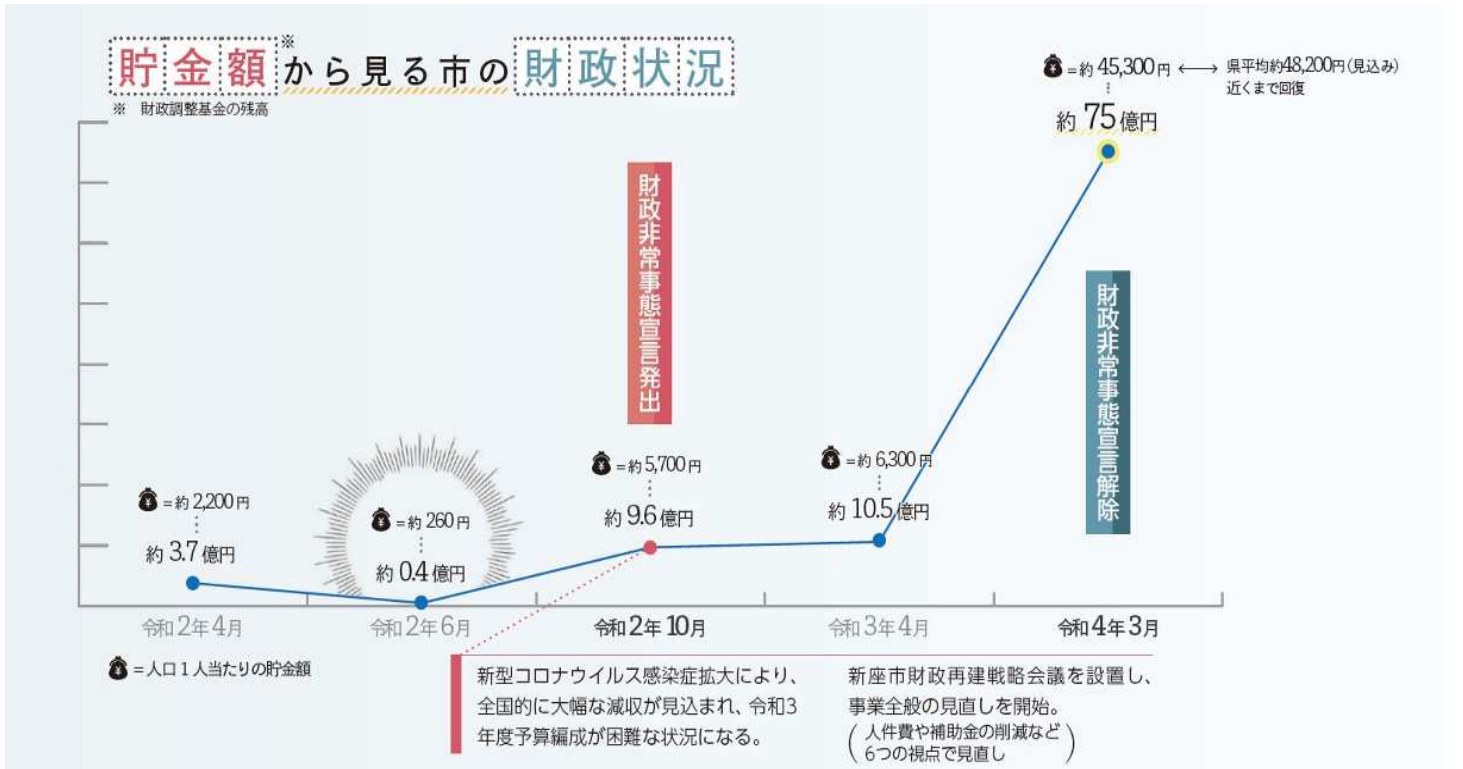 貯金額※から見る市の財政状況
※ 財政調整基金の残高
=約45,300円 ⟷ 県平均約48,200円(見込み)
近くまで回復
約75億円
財政非常事態宣言発出
財政非常事態宣言解除
=約2,200円
約3.7億円
=約260円
約0.4億円
=約5,700円
約9.6億円
=約6,300円
約10.5億円
令和2年4月
令和2年6月
令和2年10月
令和3年4月
令和4年3月
=人口1人当たりの貯金額
新型コロナウイルス感染症拡大により、
全国的に大幅な減収が見込まれ、令和3
年度予算編成が困難な状況になる。
新座市財政再建戦略会議を設置し、
事業全般の見直しを開始。
(人件費や補助金の削減など
6つの視点で見直し)